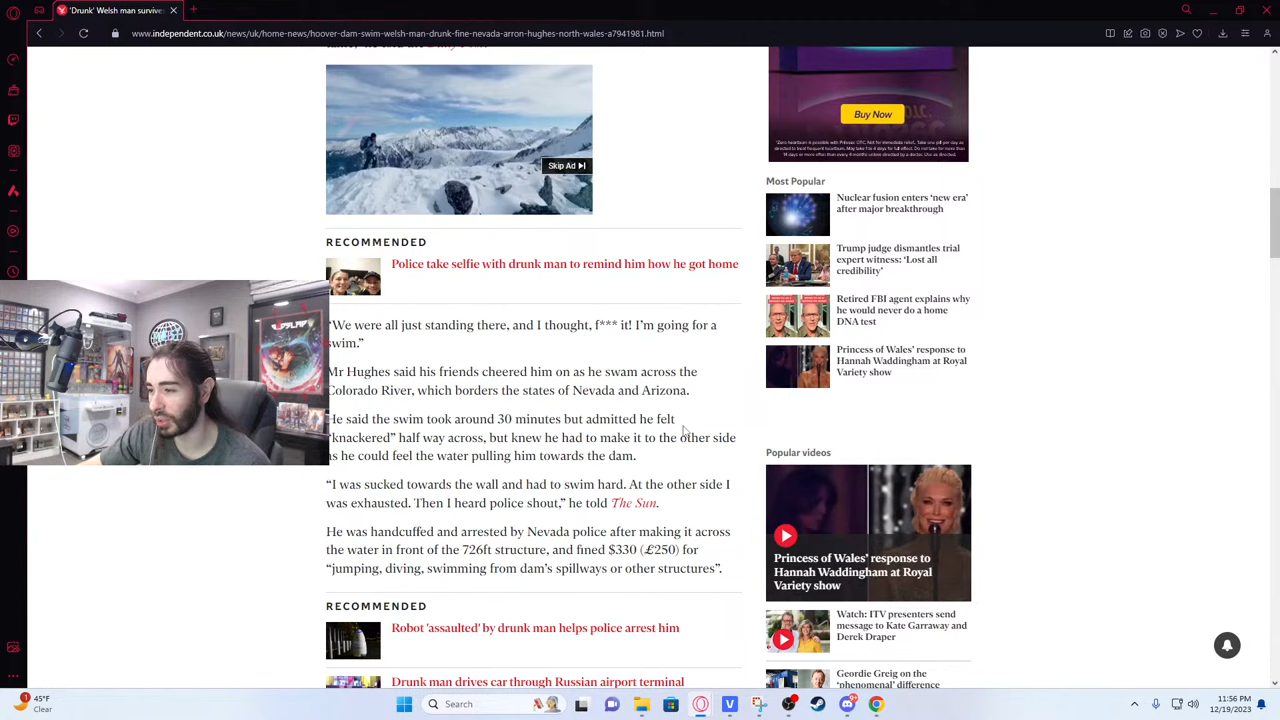 'Drunk' Welsh man
www.independent.co.uk/news/uk/home-news/hoover-dam-swim-welsh-man-drunk-fine-nevada-arron-hughes-north-wales-a7941981.html
Buy Now
Skip Ad
RECOMMENDED
Police take selfie with drunk man to remind him how he got home
“We were all just standing there, and I thought, f*** it! I’m going for a
swim.”
Mr Hughes said his friends cheered him on as he swam across the
Colorado River, which borders the states of Nevada and Arizona.
He said the swim took around 30 minutes but admitted he felt
“knackered” half way across, but knew he had to make it to the other side
as he could feel the water pulling him towards the dam.
“I was sucked towards the wall and had to swim hard. At the other side I
was exhausted. Then I heard police shout,” he told The Sun.
He was handcuffed and arrested by Nevada police after making it across
the water in front of the 726ft structure, and fined $330 (£250) for
“jumping, diving, swimming from dam’s spillways or other structures”.
RECOMMENDED
Robot 'assaulted' by drunk man helps police arrest him
Drunk man drives car through Russian airport terminal
Most Popular
Nuclear fusion enters ‘new era’
after major breakthrough
Trump judge dismantles trial
expert witness: ‘Lost all
credibility’
Retired FBI agent explains why
he would never do a home
DNA test
Princess of Wales’ response to
Hannah Waddingham at Royal
Variety show
Popular videos
Princess of Wales’ response to
Hannah Waddingham at Royal
Variety show
Watch: ITV presenters send
message to Kate Garraway and
Derek Draper
Geordie Greig on the
‘phenomenal’ difference
1
45°F
Clear
Search
99+
11:56 PM
12/19/2023